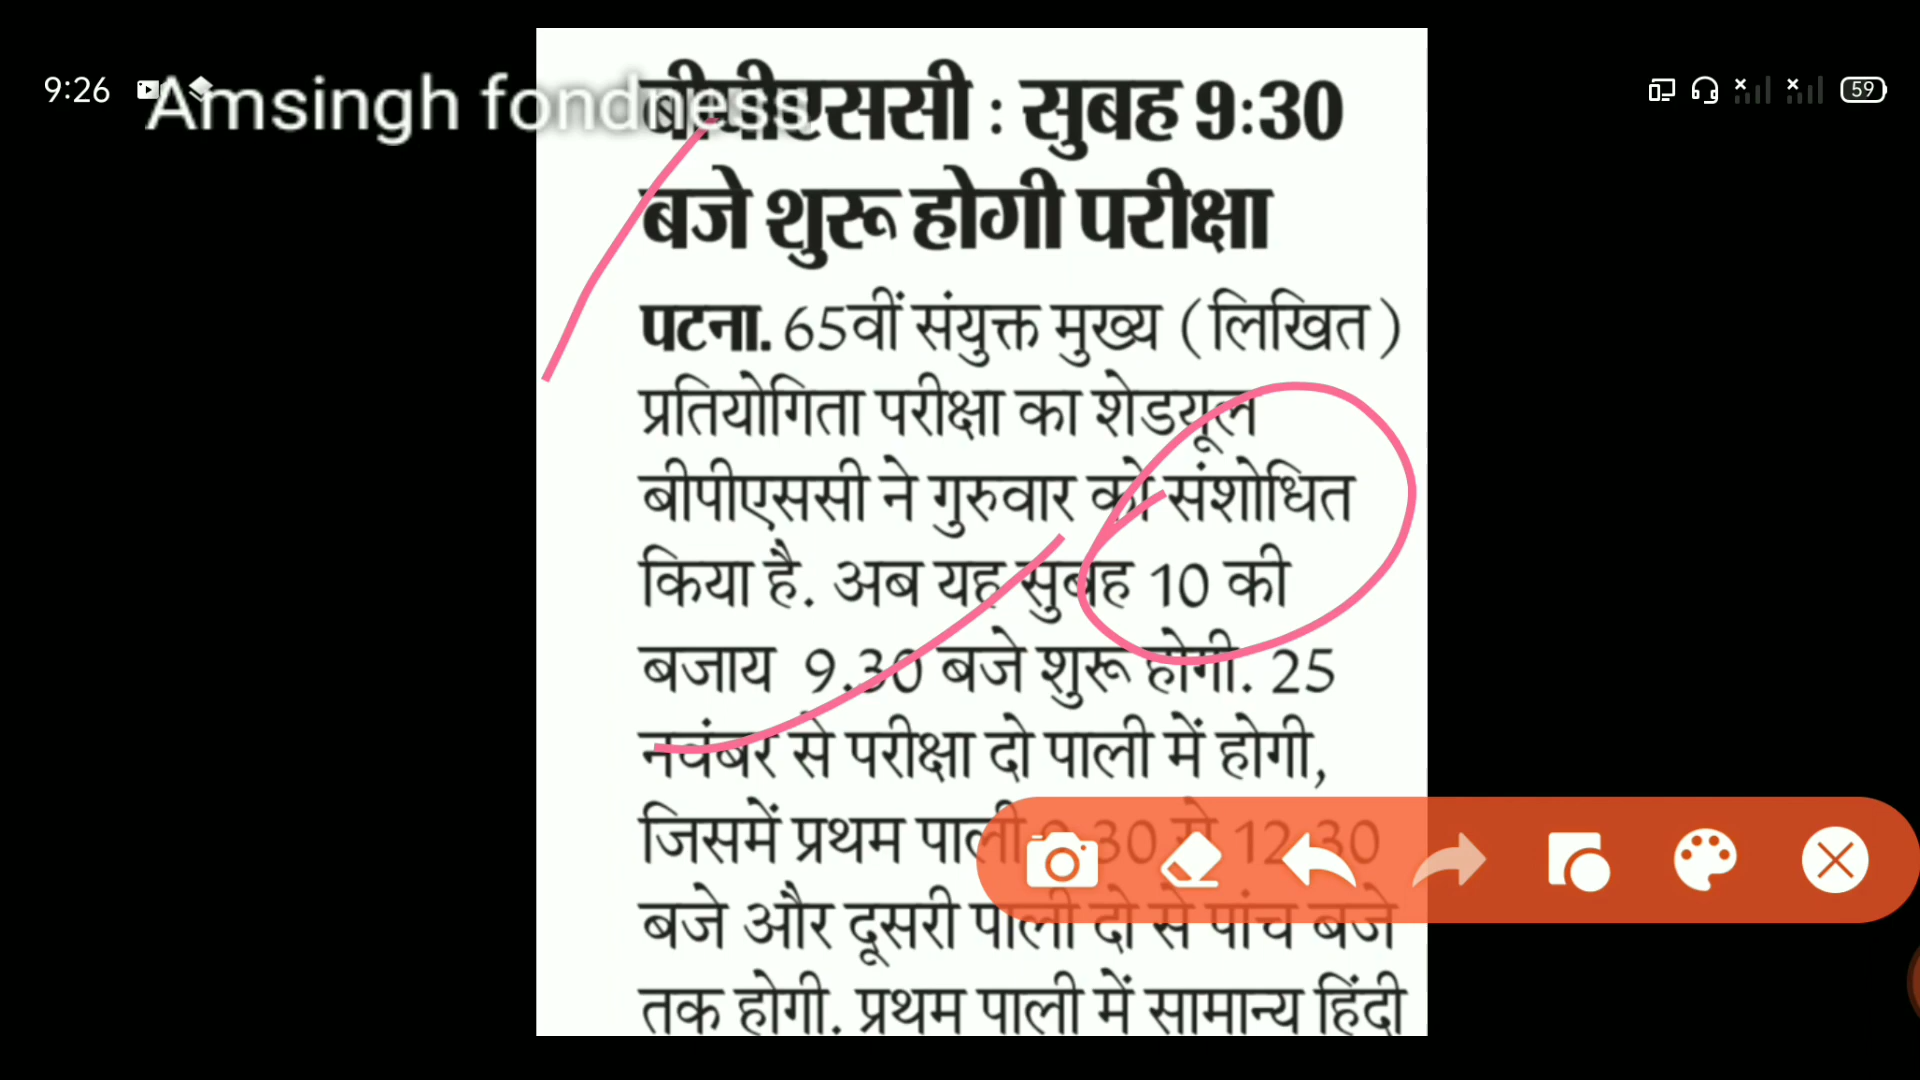 9:26
59
Amsingh fondness
बीपीएससी : सुबह 9:30
बजे शुरू होगी परीक्षा
पटना. 65वीं संयुक्त मुख्य (लिखित)
प्रतियोगिता परीक्षा का शेडयूल
बीपीएससी ने गुरुवार को संशोधित
किया है. अब यह सुबह 10 की
बजाय 9.30 बजे शुरू होगी. 25
नवंबर से परीक्षा दो पाली में होगी,
जिसमें प्रथम पाली 9.30 से 12.30
बजे और दूसरी पाली दो से पांच बजे
तक होगी. प्रथम पाली में सामान्य हिंदी